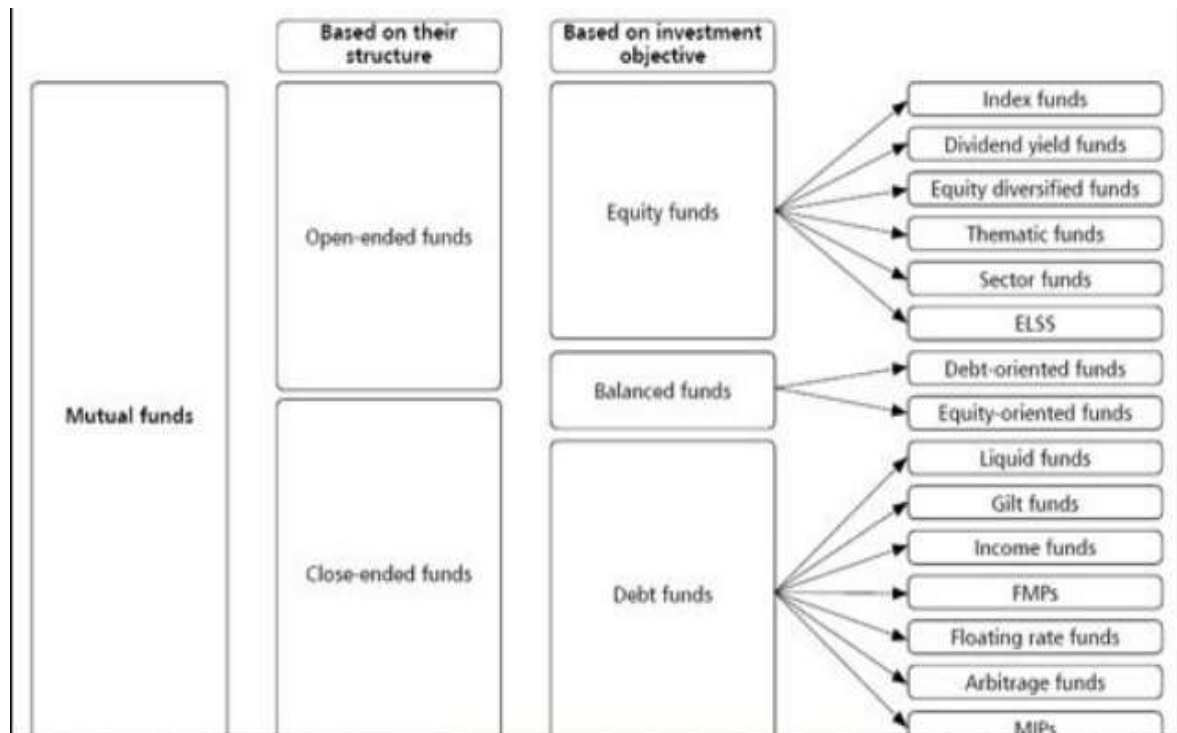 Based on their
structure
Based on investment
objective
Mutual funds
Open-ended funds
Close-ended funds
Equity funds
Balanced funds
Debt funds
Index funds
Dividend yield funds
Equity diversified funds
Thematic funds
Sector funds
ELSS
Debt-oriented funds
Equity-oriented funds
Liquid funds
Gilt funds
Income funds
FMPs
Floating rate funds
Arbitrage funds
MIPs